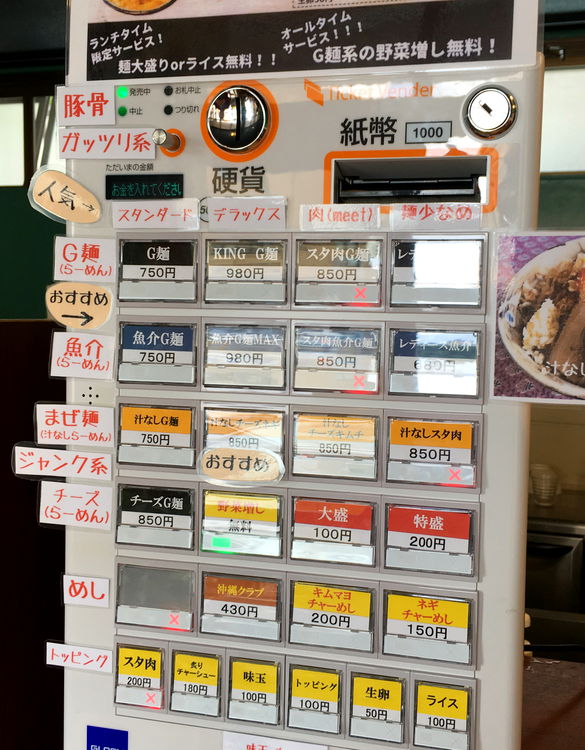 ランチタイム
限定サービ！
麺大盛りorライス無料！！
オールタイム
サービス！！！
G麺系の野菜増し無料！
豚骨
ガッツリ系
発売中
お札中止
中止
つり切れ
Ticket Vender
硬貨
紙幣
1000
ただいまの金額
お金を入れてください
人気→
スタンダード
デラックス
肉(meet)
麺少なめ
G麺
(らーめん)
G麺
750円
KING G麺
980円
スタ肉G麺
850円
レデ
おすすめ
→
魚介
(らーめん)
魚介G麺
750円
魚介G麺MAX
980円
スタ肉魚介G麺
850円
レディース魚介
680円
まぜ麺
(汁なしらーめん)
ジャンク系
汁なしG麺
750円
850円
おすすめ
汁なし
チーズキムチ
850円
汁なしスタ肉
850円
汁なし
チーズ
(らーめん)
チーズG麺
850円
野菜増し
無料
大盛
100円
特盛
200円
めし
沖縄クラブ
430円
キムマヨ
チャーめし
200円
ネギ
チャーめし
150円
トッピング
スタ肉
200円
炙り
チャーシュー
180円
味玉
100円
トッピング
100円
生卵
50円
ライス
100円